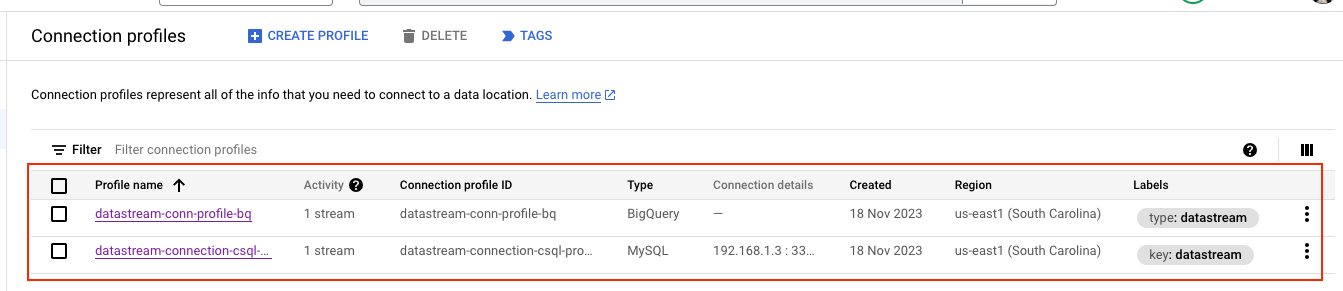 Connection profiles CREATE PROFILE DELETE TAGS
Connection profiles represent all of the info that you need to connect to a data location. Learn more
Filter Filter connection profiles
Profile name Activity Connection profile ID Type Connection details Created Region Labels
datastream-conn-profile-bq 1 stream datastream-conn-profile-bq BigQuery — 18 Nov 2023 us-east1 (South Carolina) type: datastream
datastream-connection-csql-... 1 stream datastream-connection-csql-pro... MySQL 192.168.1.3 : 33... 18 Nov 2023 us-east1 (South Carolina) key: datastream